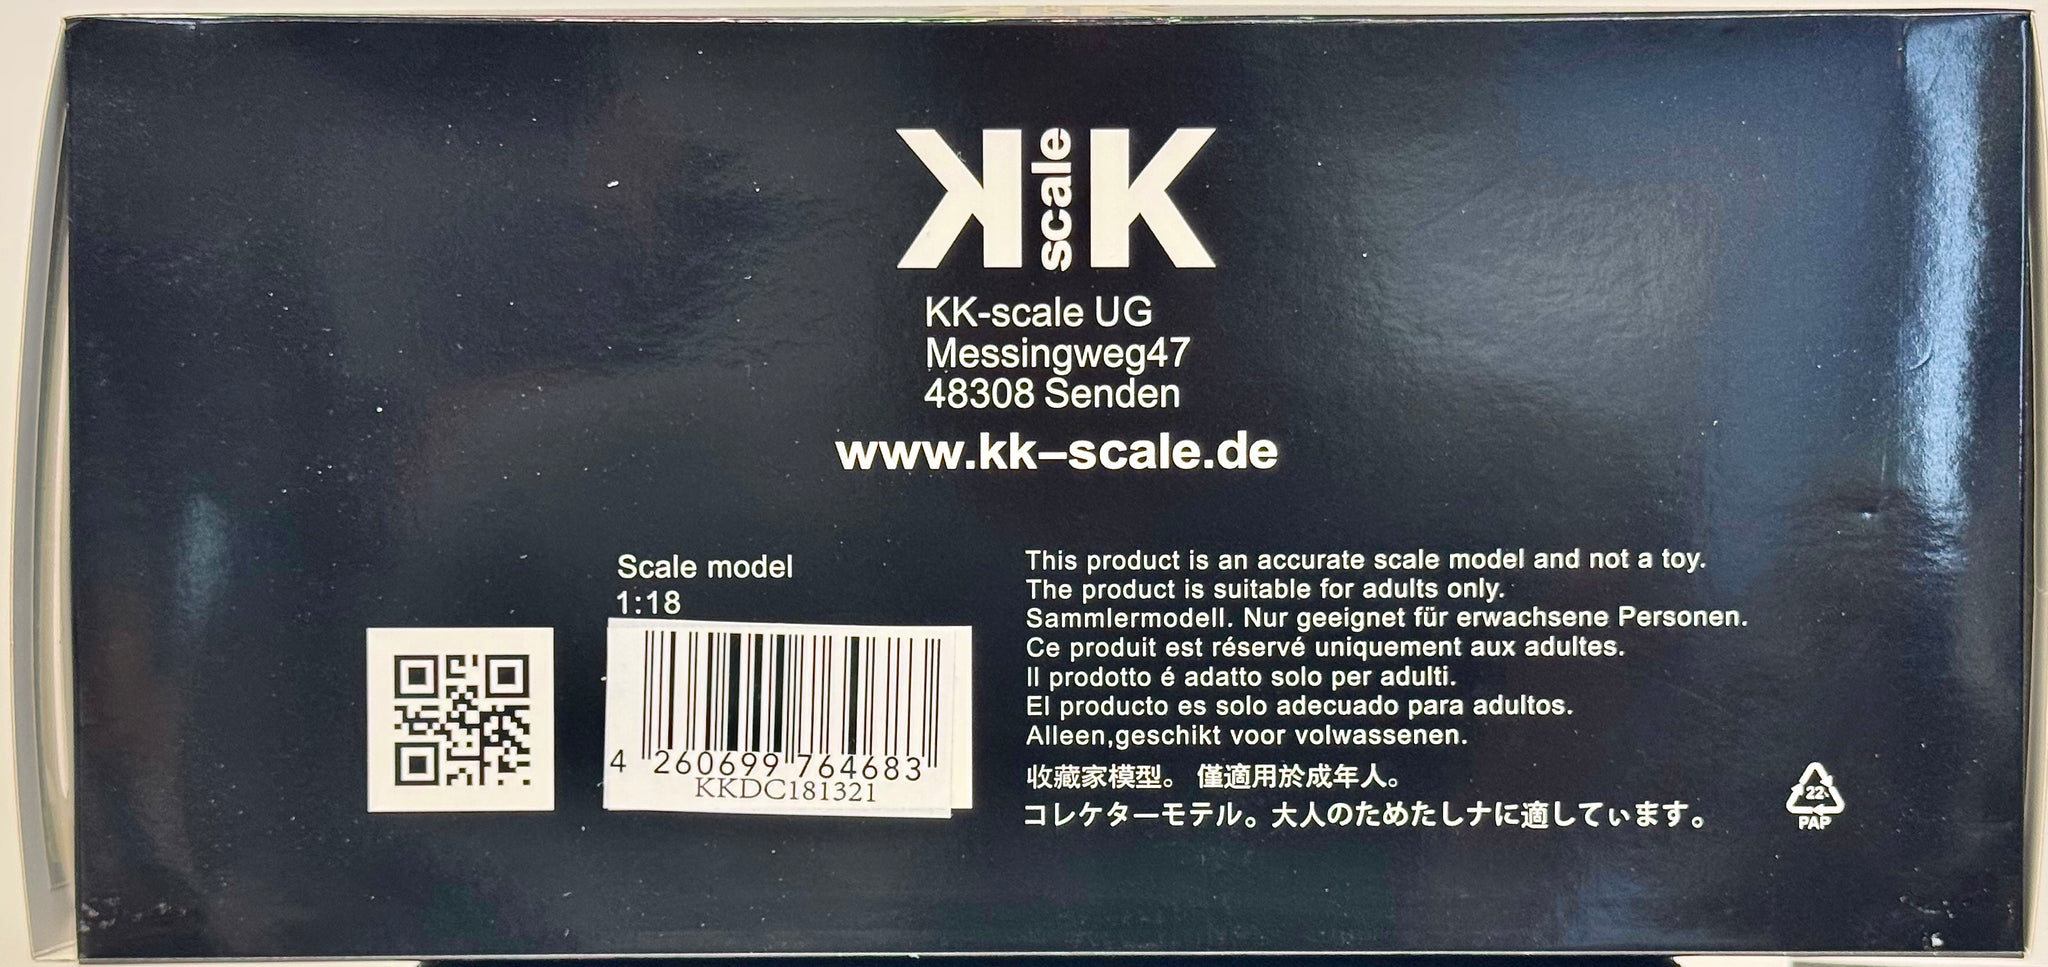 KK scale
KK-scale UG
Messingweg47
48308 Senden
www.kk–scale.de
Scale model
1:18
4 260699 764683
KKDC181321
This product is an accurate scale model and not a toy.
The product is suitable for adults only.
Sammlermodell. Nur geeignet für erwachsene Personen.
Ce produit est réservé uniquement aux adultes.
Il prodotto é adatto solo per adulti.
El producto es solo adecuado para adultos.
Alleen,geschikt voor volwassenen.
收藏家模型。 僅適用於成年人。
コレケターモテル。大人のためたしナに適してぃます。
22
PAP